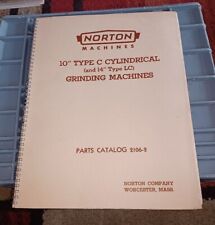 NORTON
MACHINES
10" TYPE C CYLINDRICAL
(and 14" Type LC)
GRINDING MACHINES
PARTS CATALOG 2106-2
NORTON COMPANY
WORCESTER, MASS.